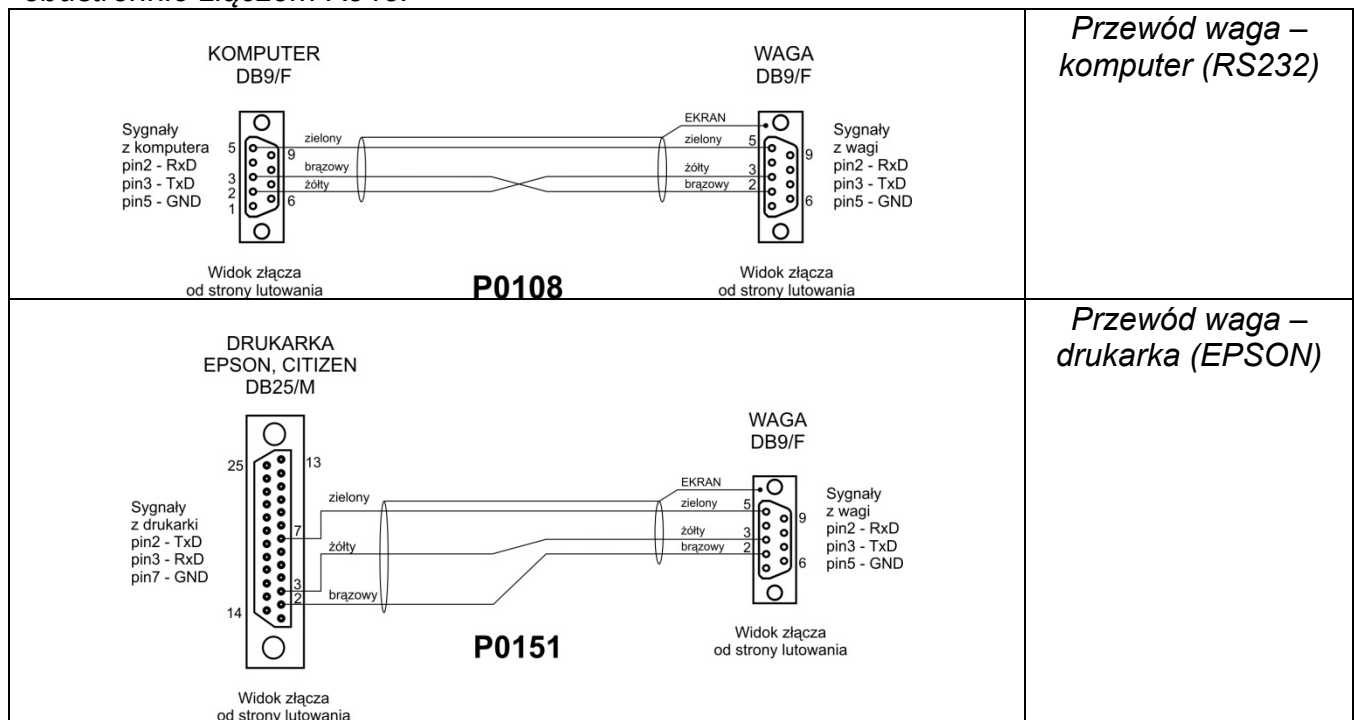 Przewód waga –
komputer (RS232)
KOMPUTER
DB9/F
WAGA
DB9/F
EKRAN
Sygnały
z komputera
pin2 - RxD
pin3 - TxD
pin5 - GND
5
9
3
2
1
6
zielony
brązowy
żółty
zielony
żółty
brązowy
5
9
3
2
6
Sygnały
z wagi
pin2 - RxD
pin3 - TxD
pin5 - GND
Widok złącza
od strony lutowania
P0108
Widok złącza
od strony lutowania
Przewód waga –
drukarka (EPSON)
DRUKARKA
EPSON, CITIZEN
DB25/M
WAGA
DB9/F
25
13
7
3
2
14
Sygnały
z drukarki
pin2 - TxD
pin3 - RxD
pin7 - GND
zielony
żółty
brązowy
EKRAN
zielony
żółty
brązowy
5
9
3
2
6
Sygnały
z wagi
pin2 - RxD
pin3 - TxD
pin5 - GND
P0151
Widok złącza
od strony lutowania
Widok złącza
od strony lutowania